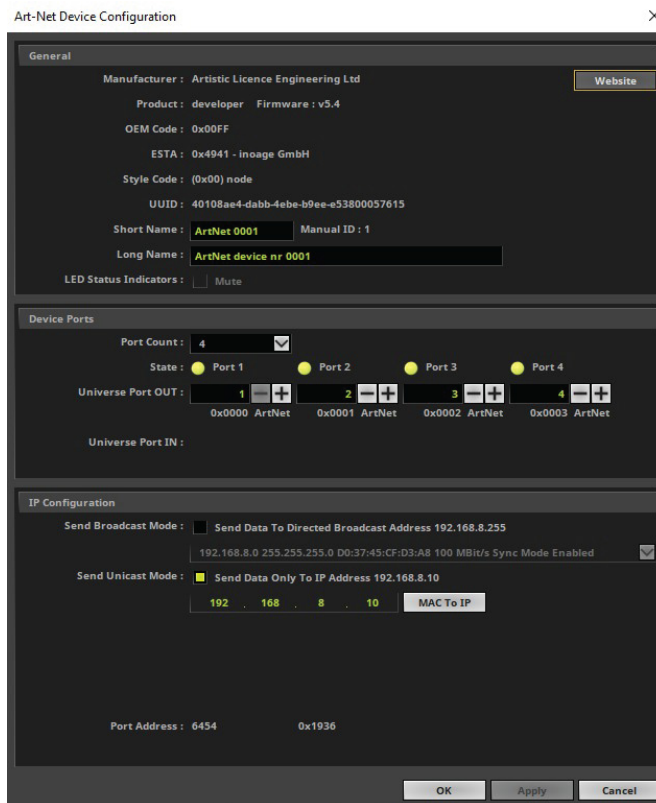 Art-Net Device Configuration
General
Manufacturer : Artistic Licence Engineering Ltd
Website
Product : developer Firmware : v5.4
OEM Code : 0x00FF
ESTA : 0x4941 - inoage GmbH
Style Code : (0x00) node
UUID : 40108ae4-dabb-4ebe-b9ee-e53800057615
Short Name : ArtNet 0001 Manual ID : 1
Long Name : ArtNet device nr 0001
LED Status Indicators : Mute
Device Ports
Port Count : 4
State : Port 1 Port 2 Port 3 Port 4
Universe Port OUT : 1 2 3 4
0x0000 ArtNet 0x0001 ArtNet 0x0002 ArtNet 0x0003 ArtNet
Universe Port IN :
IP Configuration
Send Broadcast Mode : Send Data To Directed Broadcast Address 192.168.8.255
192.168.8.0 255.255.255.0 D0:37:45:CF:D3:A8 100 MBit/s Sync Mode Enabled
Send Unicast Mode : Send Data Only To IP Address 192.168.8.10
192 . 168 . 8 . 10 MAC To IP
Port Address : 6454 0x1936
OK Apply Cancel